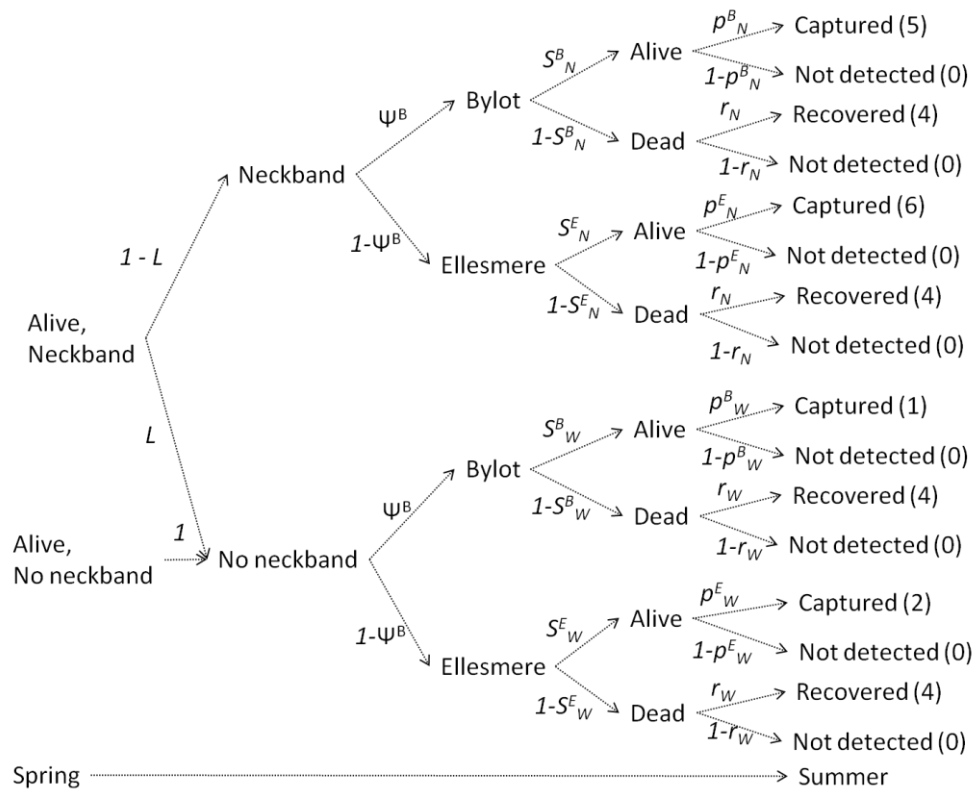 p^B_N Captured (5)
S^B_N Alive
1-p^B_N Not detected (0)
Ψ^B Bylot
r_N Recovered (4)
1-S^B_N Dead
1-r_N Not detected (0)
Neckband
p^E_N Captured (6)
1-Ψ^B S^E_N Alive
1 - L Ellesmere 1-p^E_N Not detected (0)
r_N Recovered (4)
1-S^E_N Dead
Alive,
Neckband
1-r_N Not detected (0)
p^B_W Captured (1)
L S^B_W Alive
1-p^B_W Not detected (0)
Ψ^B Bylot
r_W Recovered (4)
1-S^B_W Dead
1 1-r_W Not detected (0)
Alive,
No neckband No neckband
p^E_W Captured (2)
1-Ψ^B S^E_W Alive
1-p^E_W Not detected (0)
Ellesmere
r_W Recovered (4)
1-S^E_W Dead
1-r_W Not detected (0)
Spring Summer